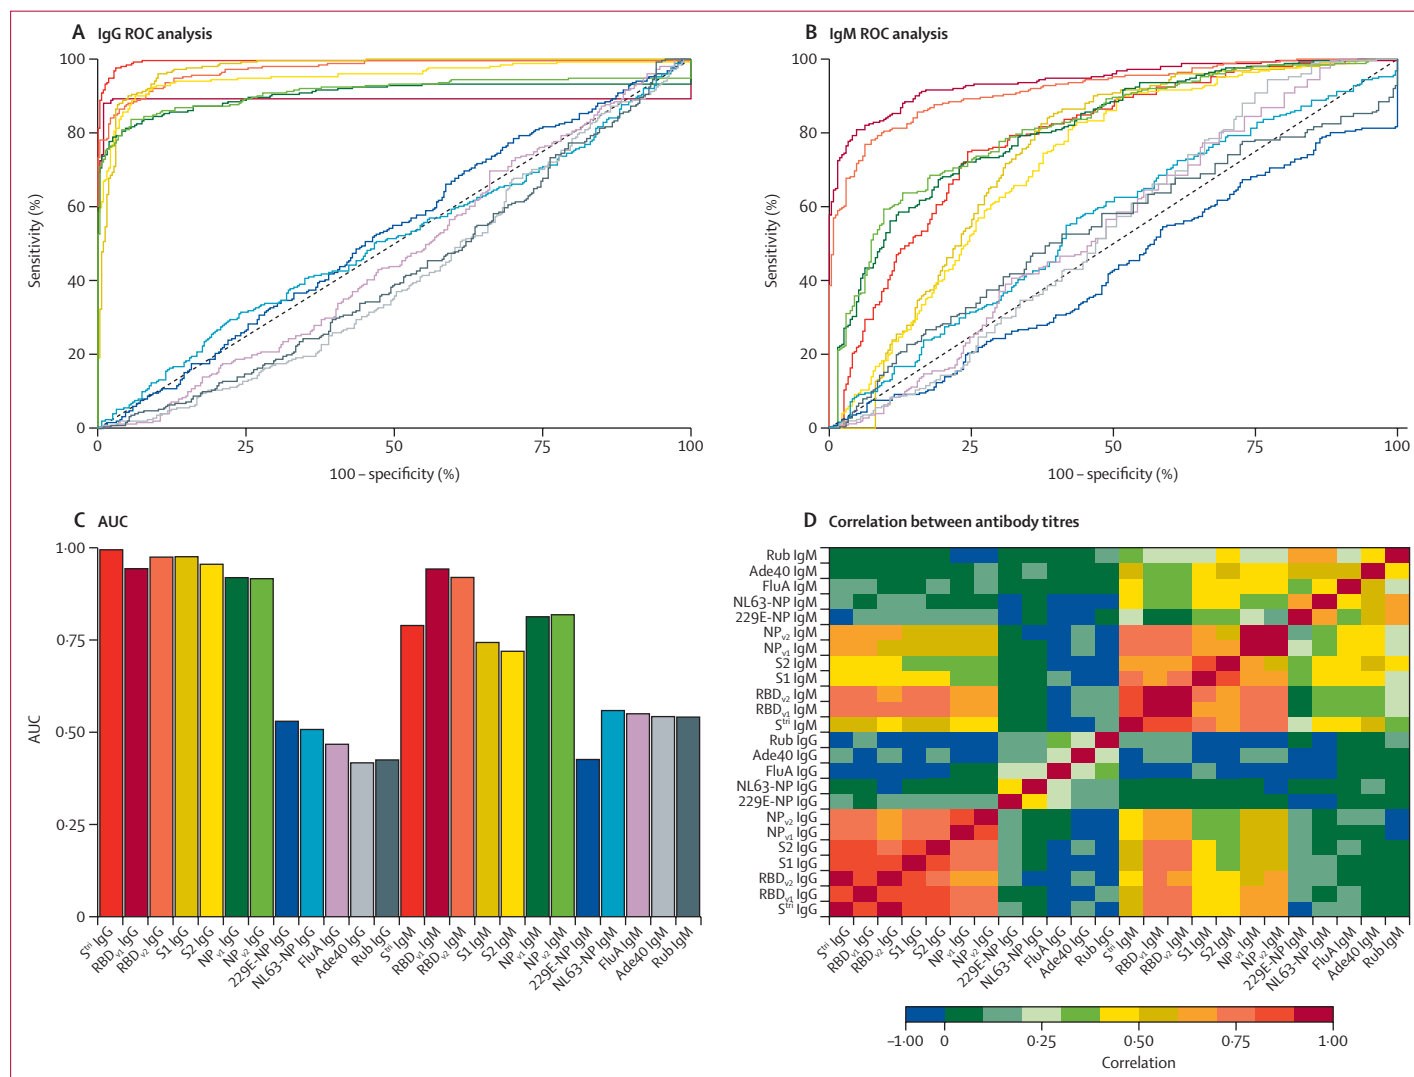 A IgG ROC analysis
100
80
60
40
20
0
Sensitivity (%)
0 25 50 75 100
100 – specificity (%)
B IgM ROC analysis
100
80
60
40
20
0
Sensitivity (%)
0 25 50 75 100
100 – specificity (%)
C AUC
1·00
0·75
0·50
0·25
0
AUC
Stri IgG
RBDv1 IgG
RBDv2 IgG
S1 IgG
S2 IgG
NPv1 IgG
NPv2 IgG
229E-NP IgG
NL63-NP IgG
FluA IgG
Ade40 IgG
Rub IgG
Stri IgM
RBDv1 IgM
RBDv2 IgM
S1 IgM
S2 IgM
NPv1 IgM
NPv2 IgM
229E-NP IgM
NL63-NP IgM
FluA IgM
Ade40 IgM
Rub IgM
D Correlation between antibody titres
Rub IgM
Ade40 IgM
FluA IgM
NL63-NP IgM
229E-NP IgM
NPv2 IgM
NPv1 IgM
S2 IgM
S1 IgM
RBDv2 IgM
RBDv1 IgM
Stri IgM
Rub IgG
Ade40 IgG
FluA IgG
NL63-NP IgG
229E-NP IgG
NPv2 IgG
NPv1 IgG
S2 IgG
S1 IgG
RBDv2 IgG
RBDv1 IgG
Stri IgG
Stri IgG
RBDv1 IgG
RBDv2 IgG
S1 IgG
S2 IgG
NPv1 IgG
NPv2 IgG
229E-NP IgG
NL63-NP IgG
FluA IgG
Ade40 IgG
Rub IgG
Stri IgM
RBDv1 IgM
RBDv2 IgM
S1 IgM
S2 IgM
NPv1 IgM
NPv2 IgM
229E-NP IgM
NL63-NP IgM
FluA IgM
Ade40 IgM
Rub IgM
–1·00 0 0·25 0·50 0·75 1·00
Correlation